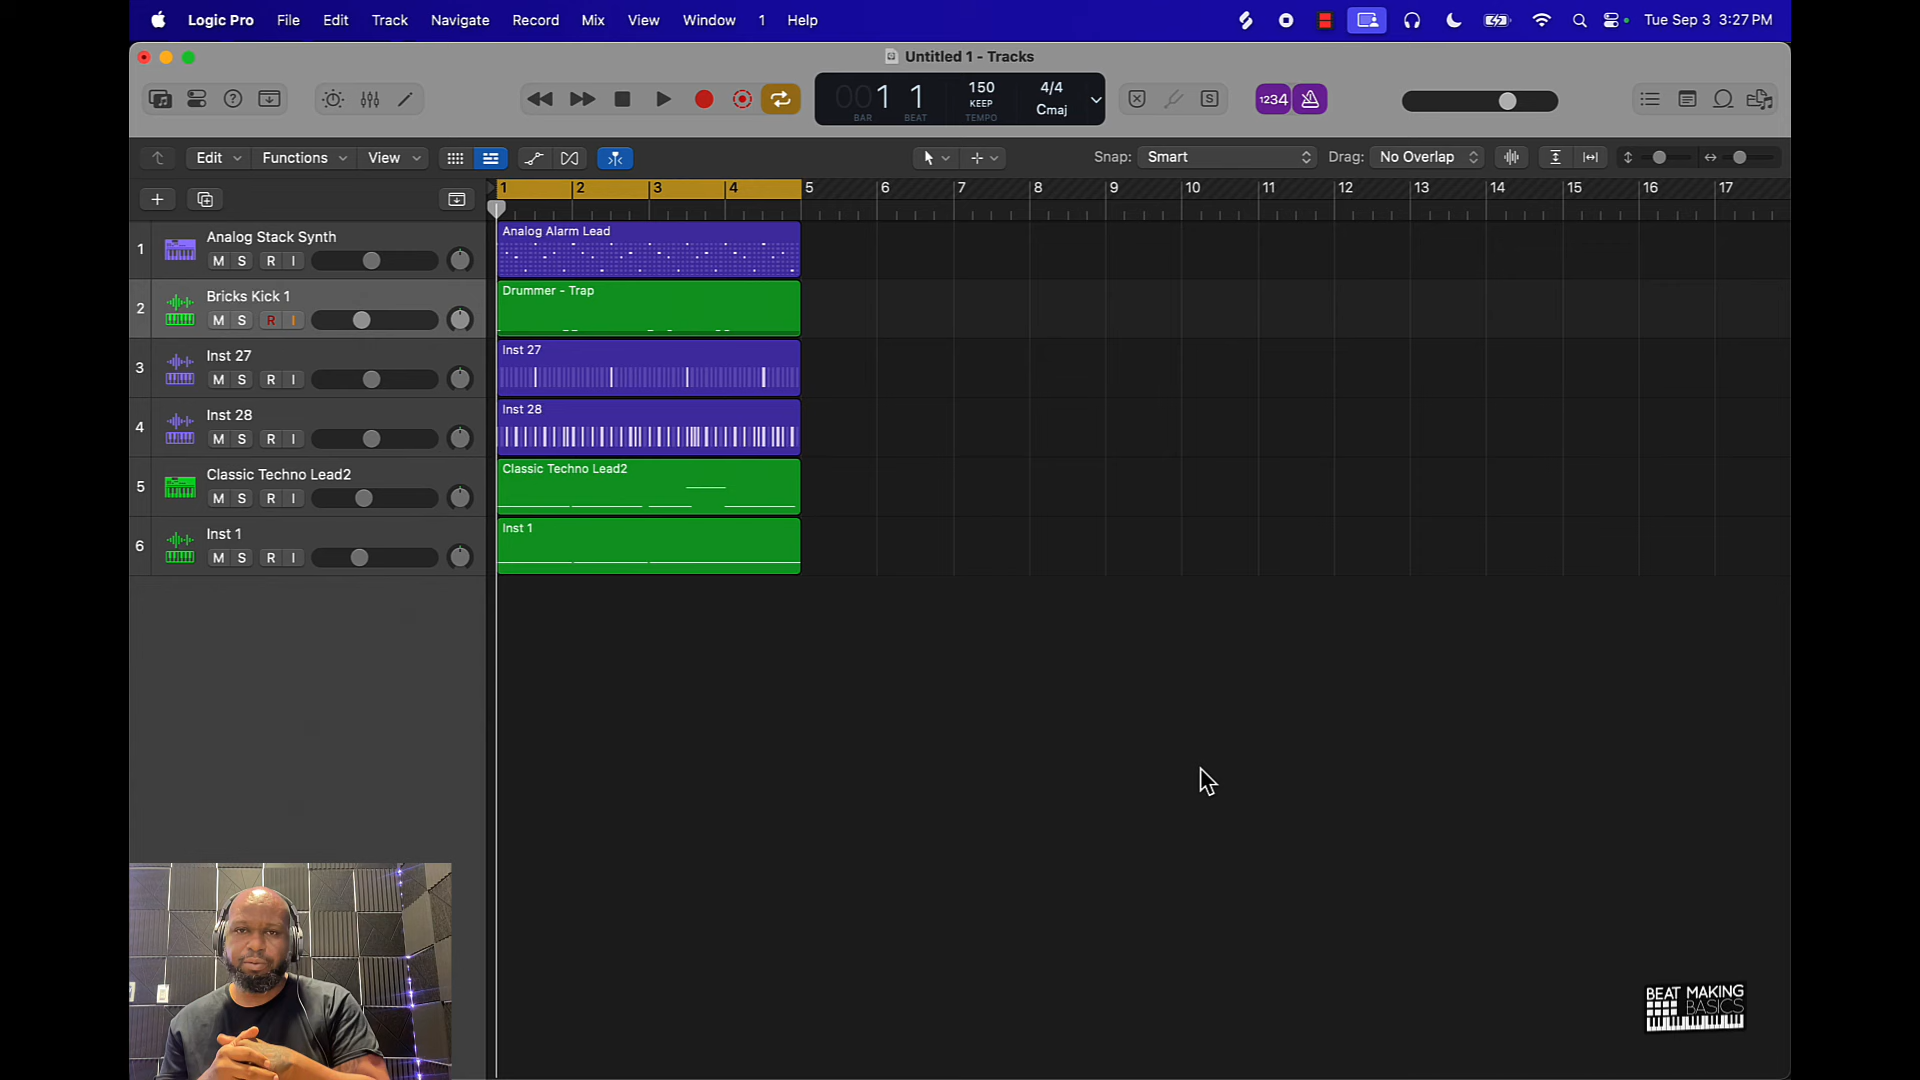 Logic Pro File Edit Track Navigate Record Mix View Window 1 Help Tue Sep 3 3:27 PM
Untitled 1 - Tracks
001 1 150 KEEP 4/4 Cmaj
BAR BEAT TEMPO
S 1234
Edit Functions View Snap: Smart Drag: No Overlap
1 2 3 4 5 6 7 8 9 10 11 12 13 14 15 16 17
1 Analog Stack Synth
M S R I
Analog Alarm Lead
2 Bricks Kick 1
M S R I
Drummer - Trap
3 Inst 27
M S R I
Inst 27
4 Inst 28
M S R I
Inst 28
5 Classic Techno Lead2
M S R I
Classic Techno Lead2
6 Inst 1
M S R I
Inst 1
BEAT MAKING
BASICS